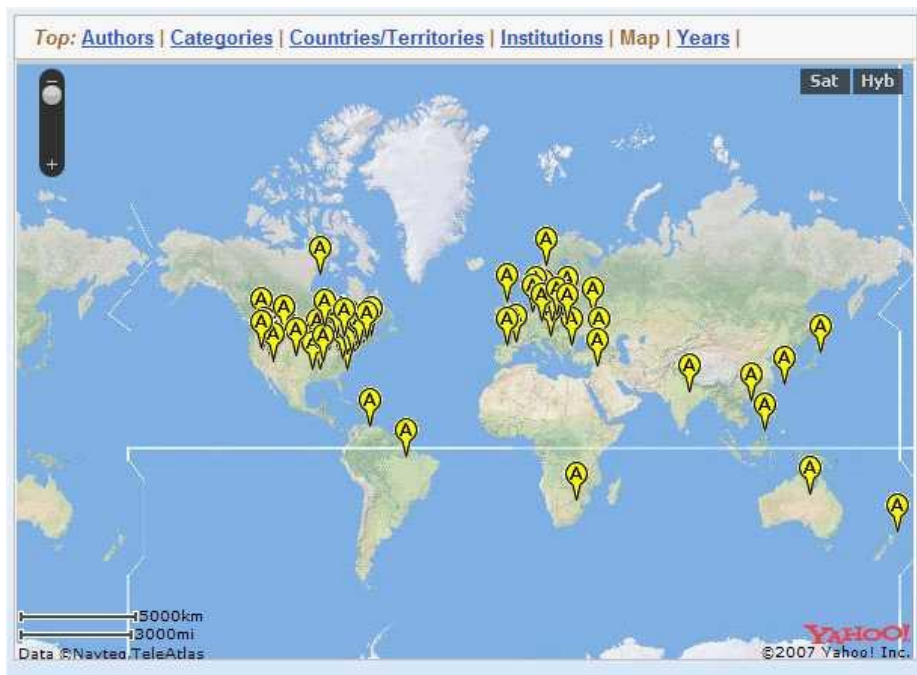 Top: Authors | Categories | Countries/Territories | Institutions | Map | Years |
Sat Hyb
A A A A A A A A A A A A A A A A A A A A A A A A A A A A A A A A A A A A A A A A
5000km
3000mi
YAHOO!
Data ©Navteq,TeleAtlas
©2007 Yahoo! Inc.